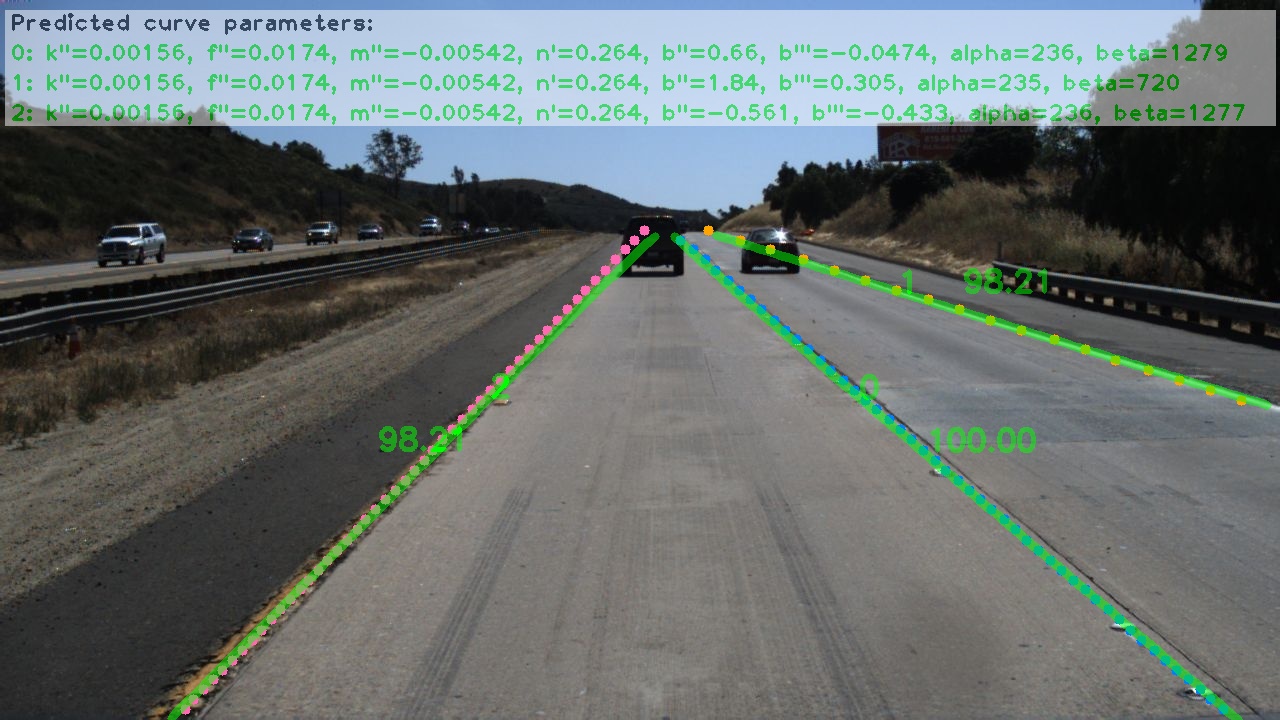 Predicted curve parameters:
0: k''=0.00156, f''=0.0174, m''=-0.00542, n'=0.264, b''=0.66, b'''=-0.0474, alpha=236, beta=1279
1: k''=0.00156, f''=0.0174, m''=-0.00542, n'=0.264, b''=1.84, b'''=0.305, alpha=235, beta=720
2: k''=0.00156, f''=0.0174, m''=-0.00542, n'=0.264, b''=-0.561, b'''=-0.433, alpha=236, beta=1277
1 98.21
2 0
98.21 100.00